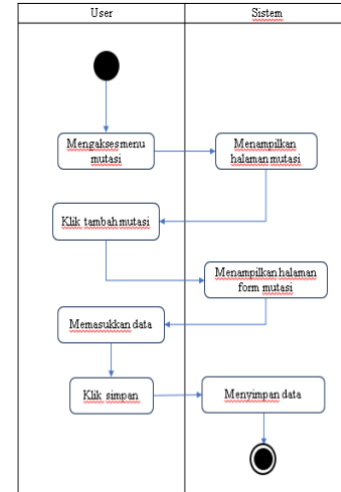 User
Sistem
Mengakses menu
mutasi
Menampilkan
halaman mutasi
Klik tambah mutasi
Menampilkan halaman
form mutasi
Memasukkan data
Klik simpan
Menyimpan data